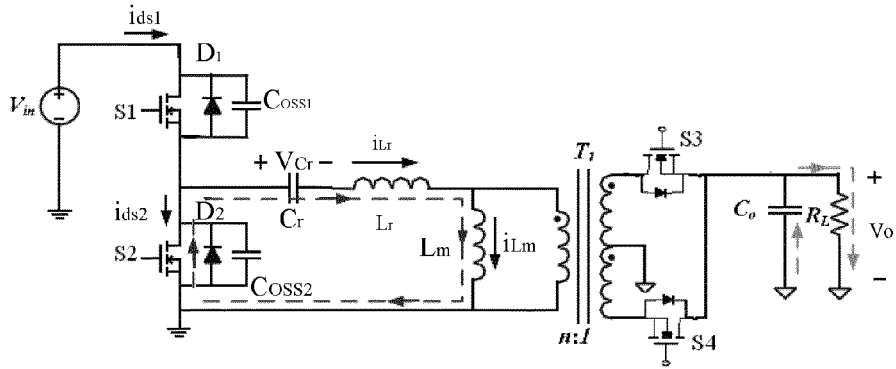 ids1
D1
Vin
+
−
S1
COSS1
S3
+ VCr −
iLr
T1
ids2
D2
Cr
Lr
Lm
iLm
Co
RL
+
Vo
−
S2
COSS2
n:1
S4